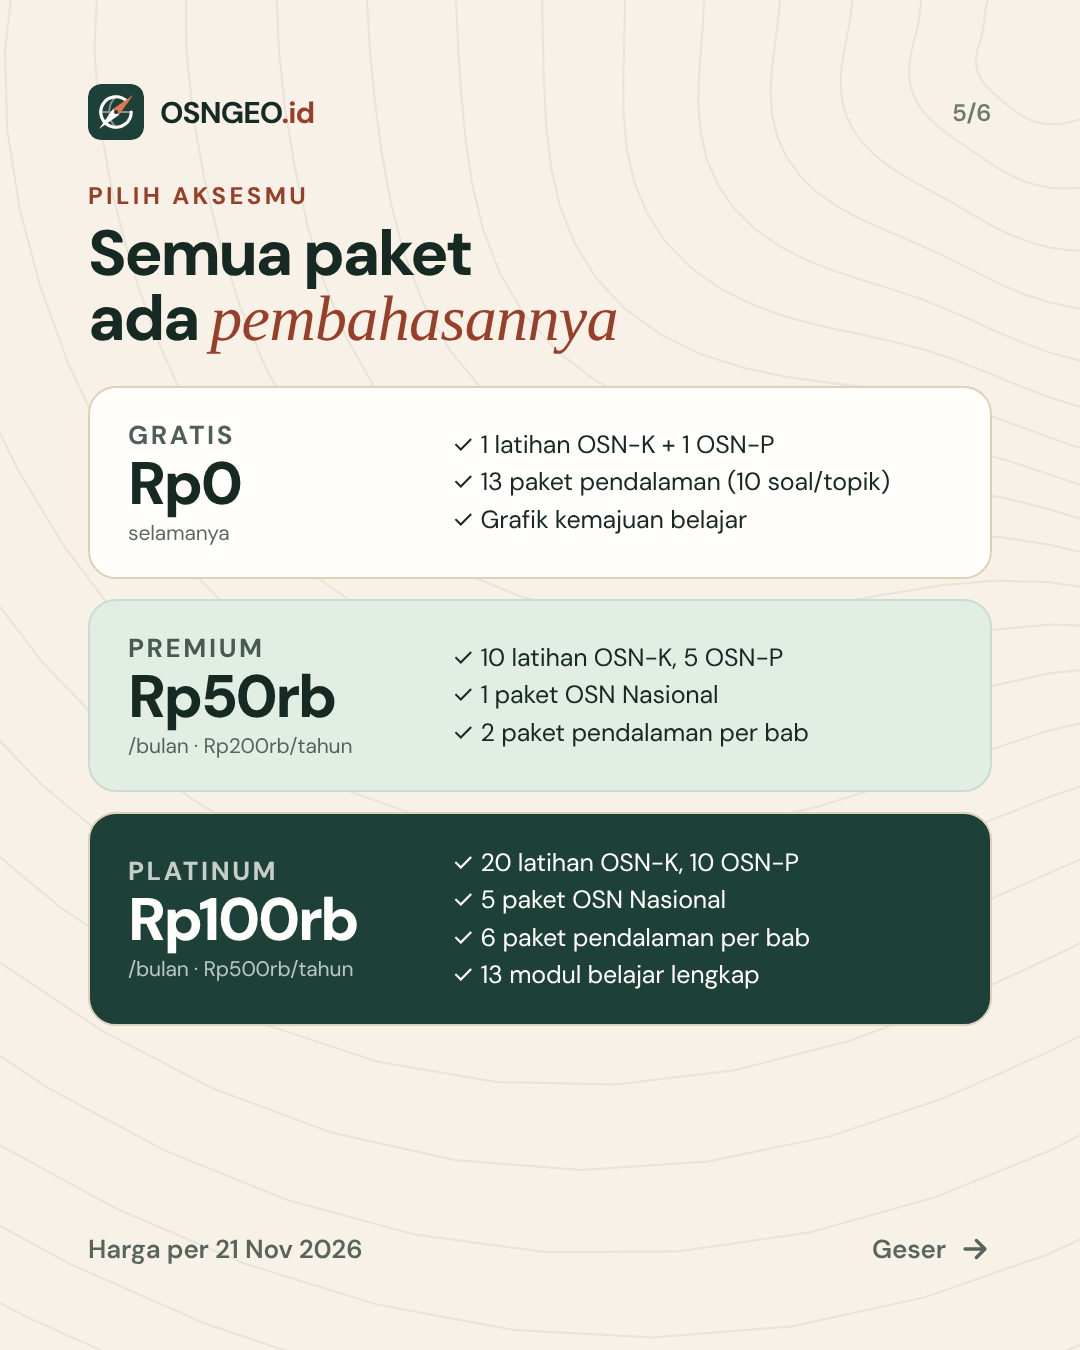 OSNGEO.id
5/6
PILIH AKSESMU
Semua paket
ada pembahasannya
GRATIS
Rp0
selamanya
✓ 1 latihan OSN-K + 1 OSN-P
✓ 13 paket pendalaman (10 soal/topik)
✓ Grafik kemajuan belajar
PREMIUM
Rp50rb
/bulan · Rp200rb/tahun
✓ 10 latihan OSN-K, 5 OSN-P
✓ 1 paket OSN Nasional
✓ 2 paket pendalaman per bab
PLATINUM
Rp100rb
/bulan · Rp500rb/tahun
✓ 20 latihan OSN-K, 10 OSN-P
✓ 5 paket OSN Nasional
✓ 6 paket pendalaman per bab
✓ 13 modul belajar lengkap
Harga per 21 Nov 2026
Geser →